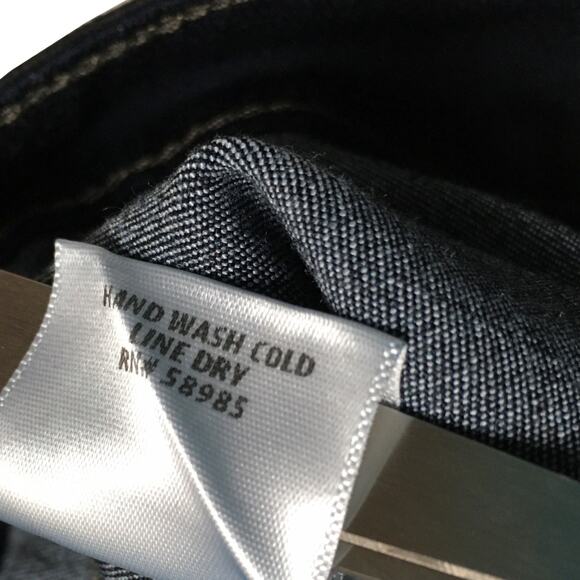 HAND WASH COLD
LINE DRY
RN# 58985